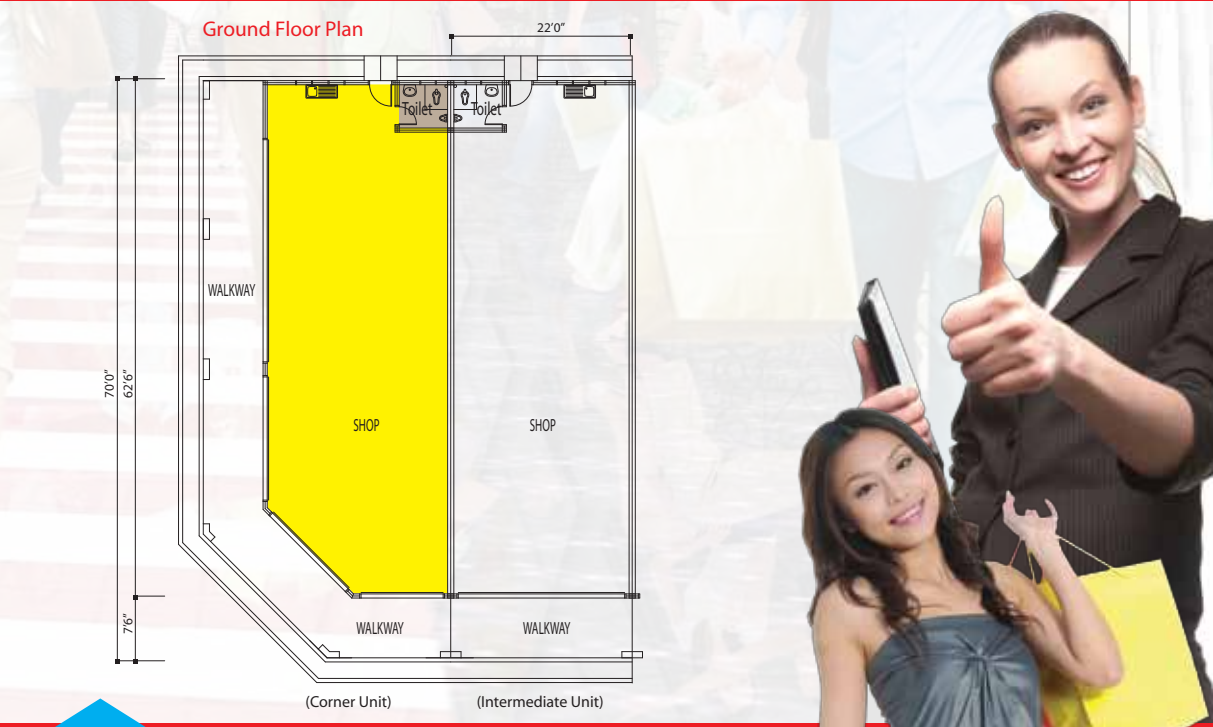 Ground Floor Plan
22'0"
Toilet
Toilet
WALKWAY
70'0"
62'6"
SHOP
SHOP
7'6"
WALKWAY
WALKWAY
(Corner Unit)
(Intermediate Unit)